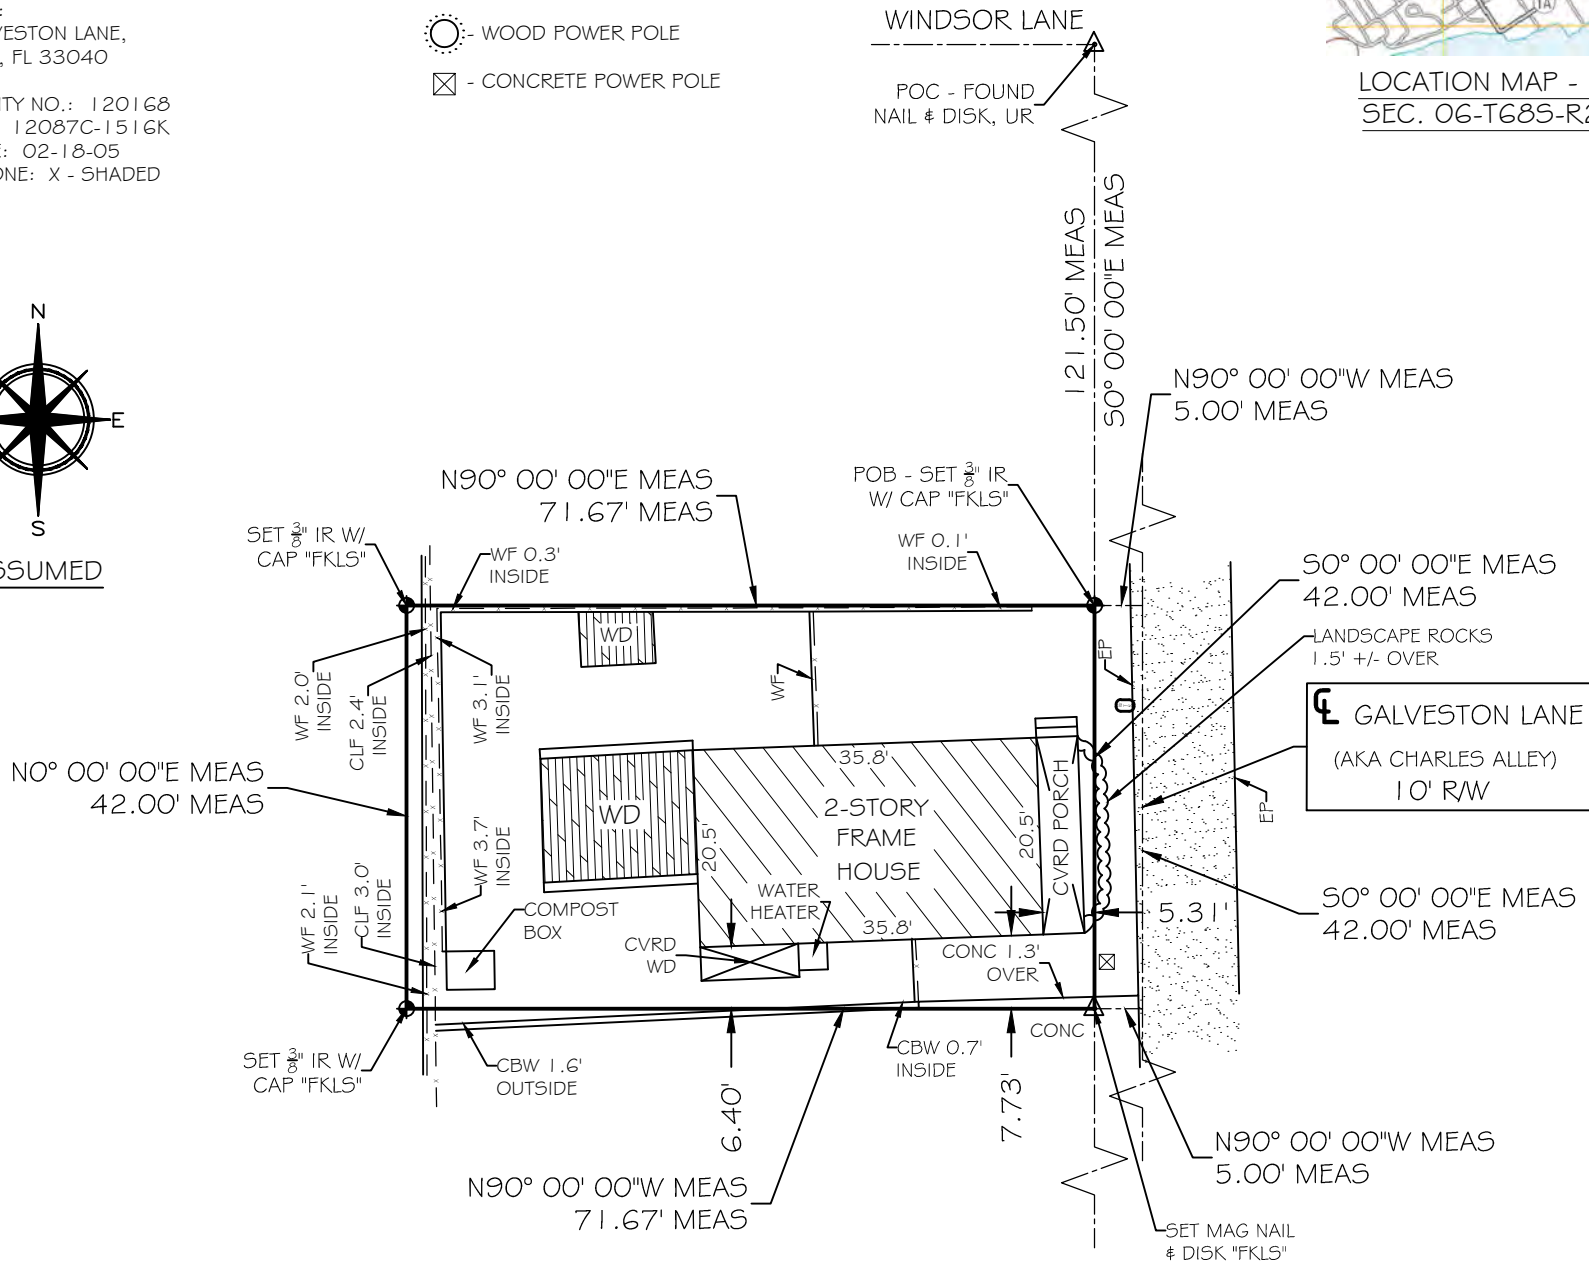 VESTON LANE,
, FL 33040
ITY NO.: 120168
12087C-1516K
E: 02-18-05
ONE: X - SHADED
- WOOD POWER POLE
- CONCRETE POWER POLE
WINDSOR LANE
POC - FOUND
NAIL & DISK, UR
LOCATION MAP -
SEC. 06-T68S-R2
N
E
S
SSUMED
121.50' MEAS
S0° 00' 00"E MEAS
N90° 00' 00"W MEAS
5.00' MEAS
N90° 00' 00"E MEAS
71.67' MEAS
POB - SET 3/8" IR
W/ CAP "FKLS"
SET 3/8" IR W/
CAP "FKLS"
WF 0.3'
INSIDE
WF 0.1'
INSIDE
S0° 00' 00"E MEAS
42.00' MEAS
LANDSCAPE ROCKS
1.5' +/- OVER
WD
EP
WF 2.0'
INSIDE
CLF 2.4'
INSIDE
WF 3.1'
INSIDE
WF
CL GALVESTON LANE
(AKA CHARLES ALLEY)
10' R/W
EP
N0° 00' 00"E MEAS
42.00' MEAS
35.8'
WD
2-STORY
FRAME
HOUSE
20.5'
20.5'
CVRD PORCH
WF 3.7'
INSIDE
WF 2.1'
INSIDE
CLF 3.0'
INSIDE
COMPOST
BOX
WATER
HEATER
35.8'
CVRD
WD
CONC 1.3'
OVER
5.31'
S0° 00' 00"E MEAS
42.00' MEAS
CONC
SET 3/8" IR W/
CAP "FKLS"
CBW 1.6'
OUTSIDE
CBW 0.7'
INSIDE
6.40'
7.73'
N90° 00' 00"W MEAS
71.67' MEAS
N90° 00' 00"W MEAS
5.00' MEAS
SET MAG NAIL
& DISK "FKLS"